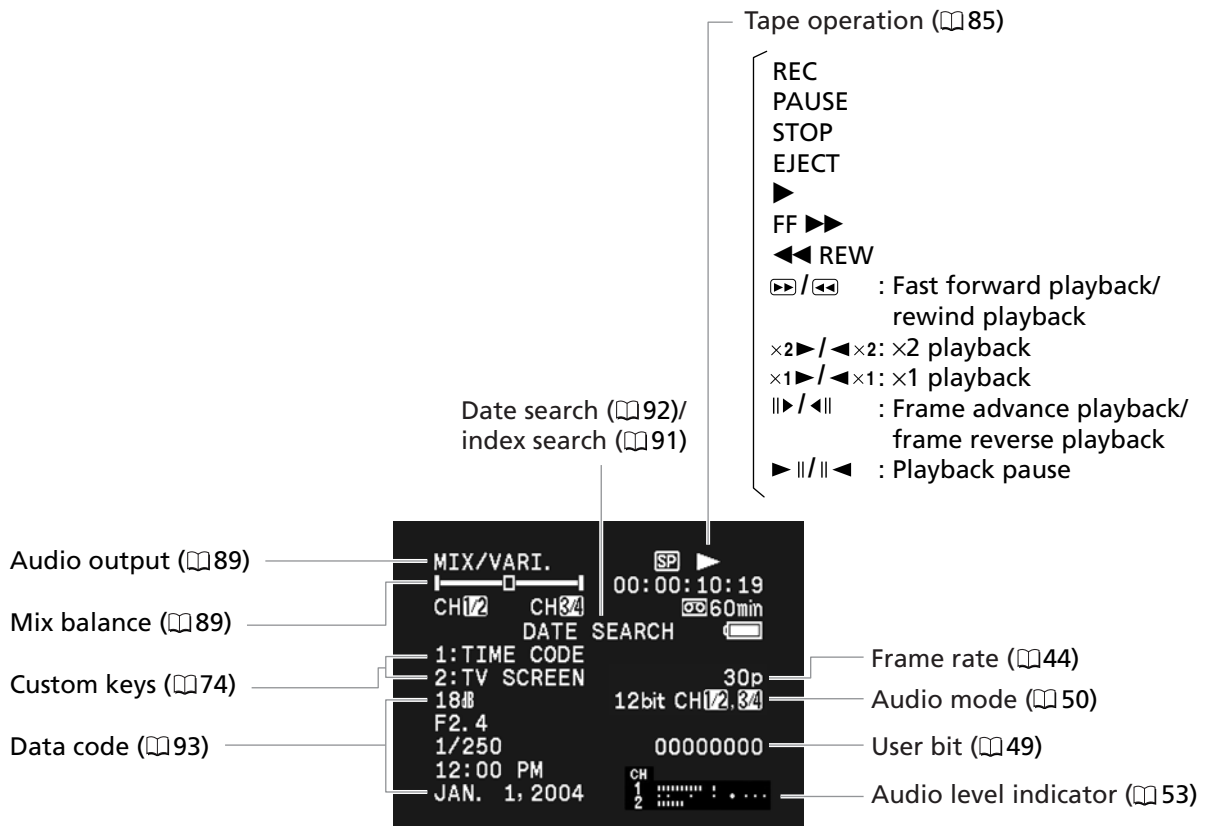 Tape operation (85)
REC
PAUSE
STOP
EJECT
▶
FF ▶▶
◀◀ REW
▶▶/◀◀ : Fast forward playback/
rewind playback
×2▶/◀×2: ×2 playback
×1▶/◀×1: ×1 playback
||▶/◀|| : Frame advance playback/
frame reverse playback
▶||/||◀ : Playback pause
Date search (92)/
index search (91)
Audio output (89)
Mix balance (89)
Custom keys (74)
Data code (93)
MIX/VARI.
SP ▶
00:00:10:19
CH1/2 CH3/4
60min
DATE SEARCH
1:TIME CODE
2:TV SCREEN
30p
18dB
12bit CH1/2,3/4
F2.4
1/250
00000000
12:00 PM
JAN. 1,2004
CH
1
2
Frame rate (44)
Audio mode (50)
User bit (49)
Audio level indicator (53)